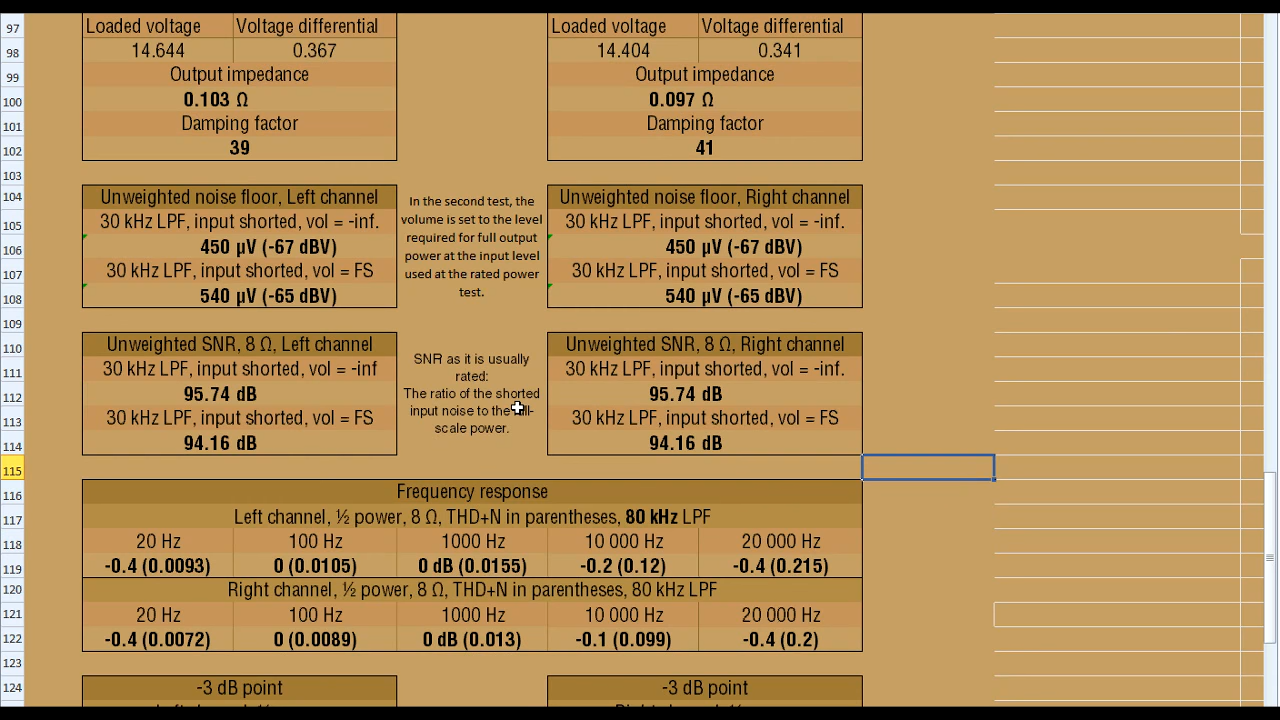 97 Loaded voltage Voltage differential Loaded voltage Voltage differential
98 14.644 0.367 14.404 0.341
99 Output impedance Output impedance
100 0.103 Ω 0.097 Ω
101 Damping factor Damping factor
102 39 41
103
104 Unweighted noise floor, Left channel Unweighted noise floor, Right channel
105 30 kHz LPF, input shorted, vol = -inf. 30 kHz LPF, input shorted, vol = -inf.
106 450 µV (-67 dBV) 450 µV (-67 dBV)
107 30 kHz LPF, input shorted, vol = FS 30 kHz LPF, input shorted, vol = FS
108 540 µV (-65 dBV) 540 µV (-65 dBV)
In the second test, the
volume is set to the level
required for full output
power at the input level
used at the rated power
test.
109
110 Unweighted SNR, 8 Ω, Left channel Unweighted SNR, 8 Ω, Right channel
111 30 kHz LPF, input shorted, vol = -inf 30 kHz LPF, input shorted, vol = -inf.
112 95.74 dB 95.74 dB
113 30 kHz LPF, input shorted, vol = FS 30 kHz LPF, input shorted, vol = FS
114 94.16 dB 94.16 dB
SNR as it is usually
rated:
The ratio of the shorted
input noise to the
scale power.
115
116 Frequency response
117 Left channel, ½ power, 8 Ω, THD+N in parentheses, 80 kHz LPF
118 20 Hz 100 Hz 1000 Hz 10 000 Hz 20 000 Hz
119 -0.4 (0.0093) 0 (0.0105) 0 dB (0.0155) -0.2 (0.12) -0.4 (0.215)
120 Right channel, ½ power, 8 Ω, THD+N in parentheses, 80 kHz LPF
121 20 Hz 100 Hz 1000 Hz 10 000 Hz 20 000 Hz
122 -0.4 (0.0072) 0 (0.0089) 0 dB (0.013) -0.1 (0.099) -0.4 (0.2)
123
124 -3 dB point -3 dB point